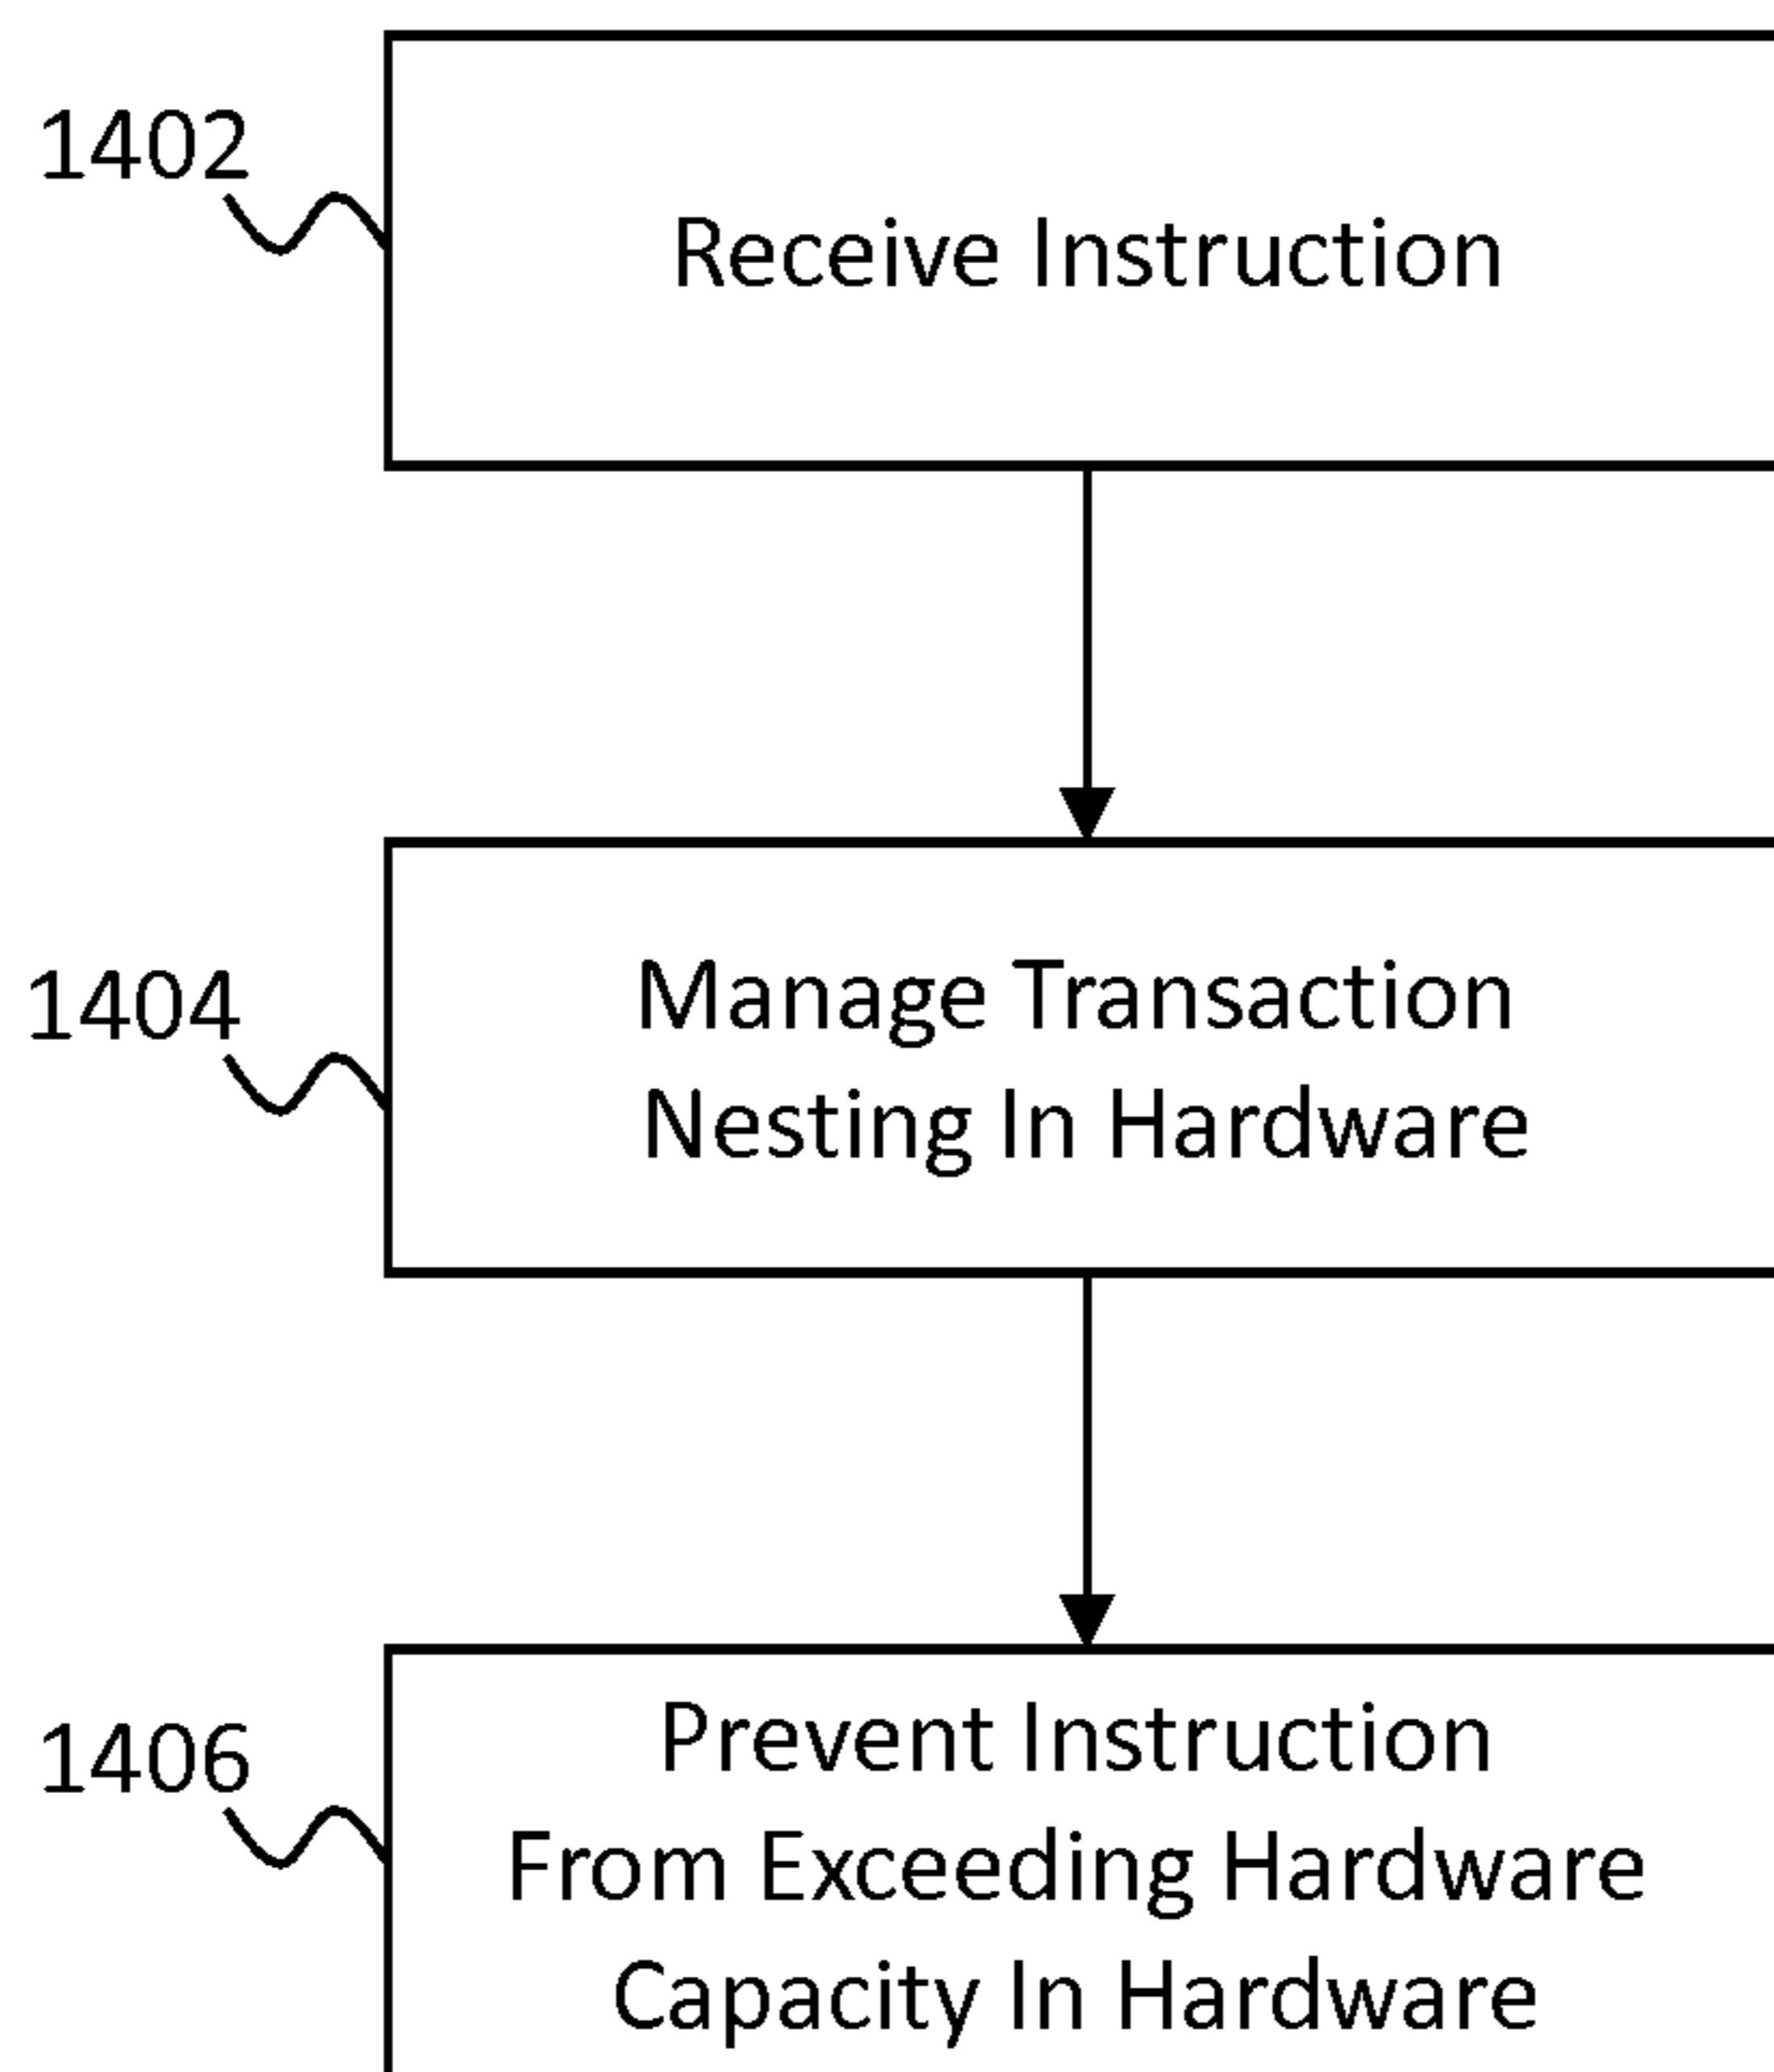 1402
Receive Instruction
1404
Manage Transaction
Nesting In Hardware
1406
Prevent Instruction
From Exceeding Hardware
Capacity In Hardware